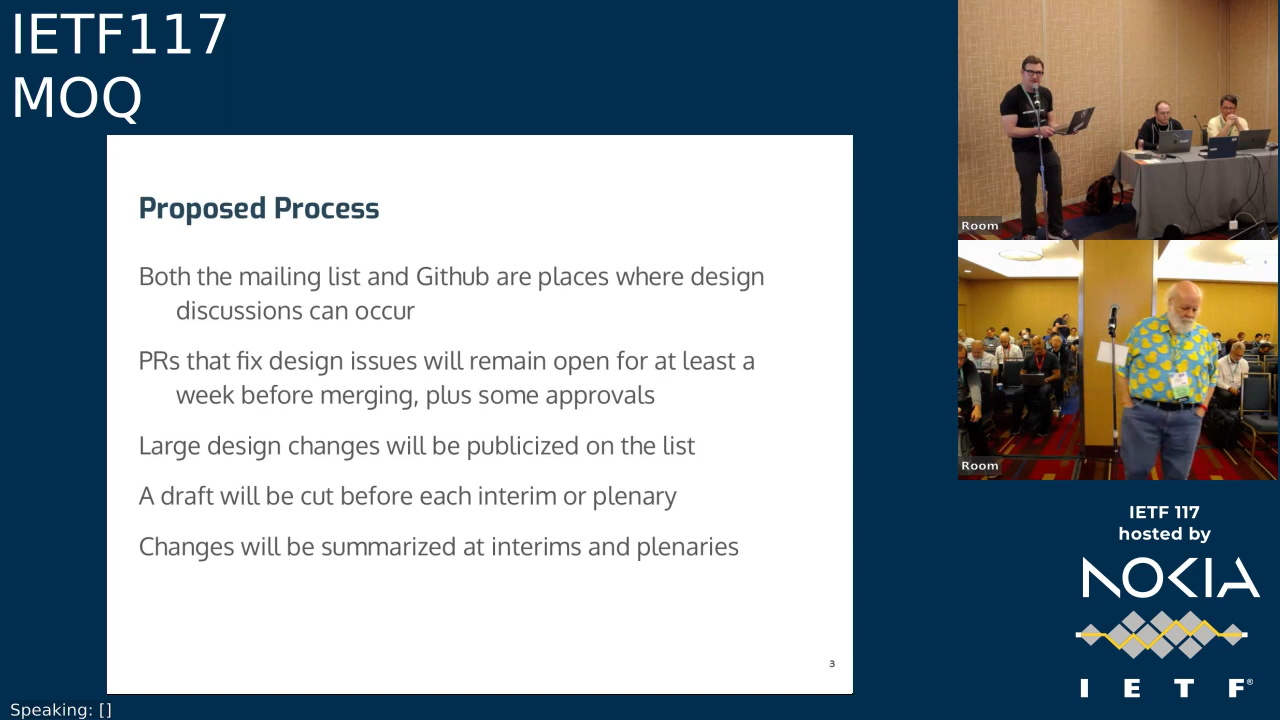 IETF117
MOQ
Proposed Process
Both the mailing list and Github are places where design
discussions can occur
PRs that fix design issues will remain open for at least a
week before merging, plus some approvals
Large design changes will be publicized on the list
A draft will be cut before each interim or plenary
Changes will be summarized at interims and plenaries
3
Room
Room
IETF 117
hosted by
NOKIA
I E T F®
Speaking: []